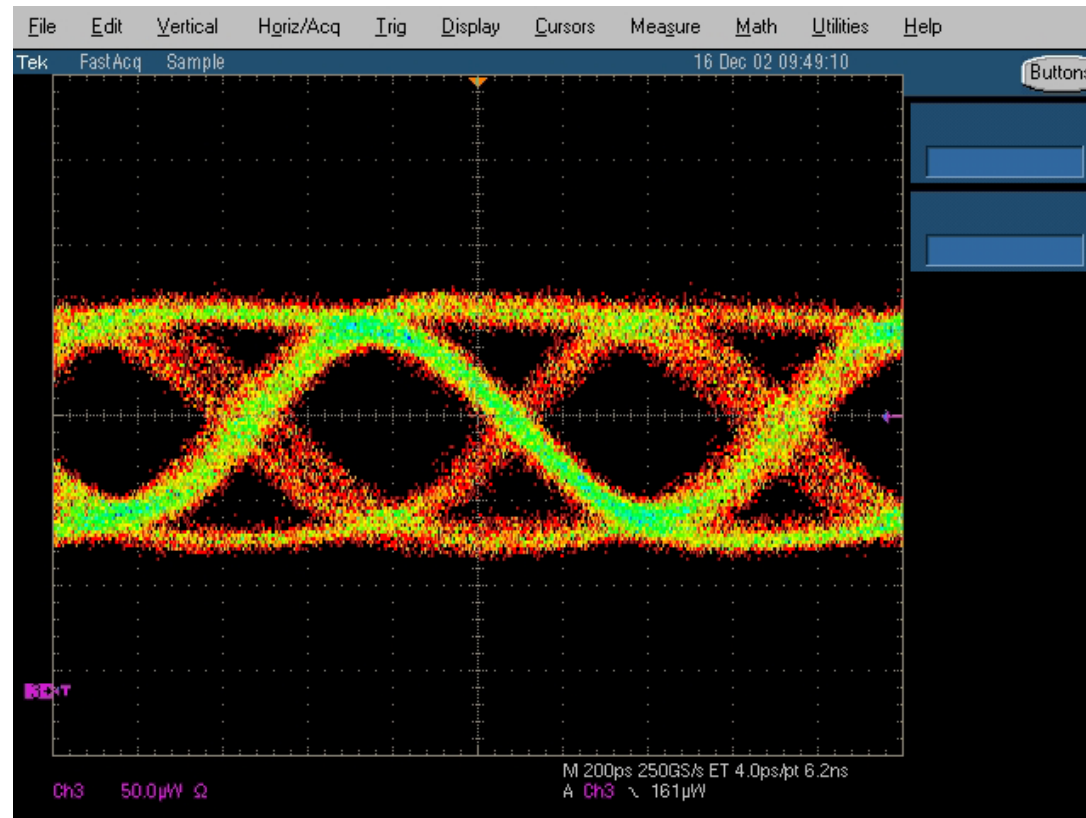 File Edit Vertical Horiz/Acq Trig Display Cursors Measure Math Utilities Help
Tek FastAcq Sample 16 Dec 02 09:49:10
Buttons
M 200ps 250GS/s ET 4.0ps/pt 6.2ns
Ch3 50.0µW Ω A Ch3 161µW